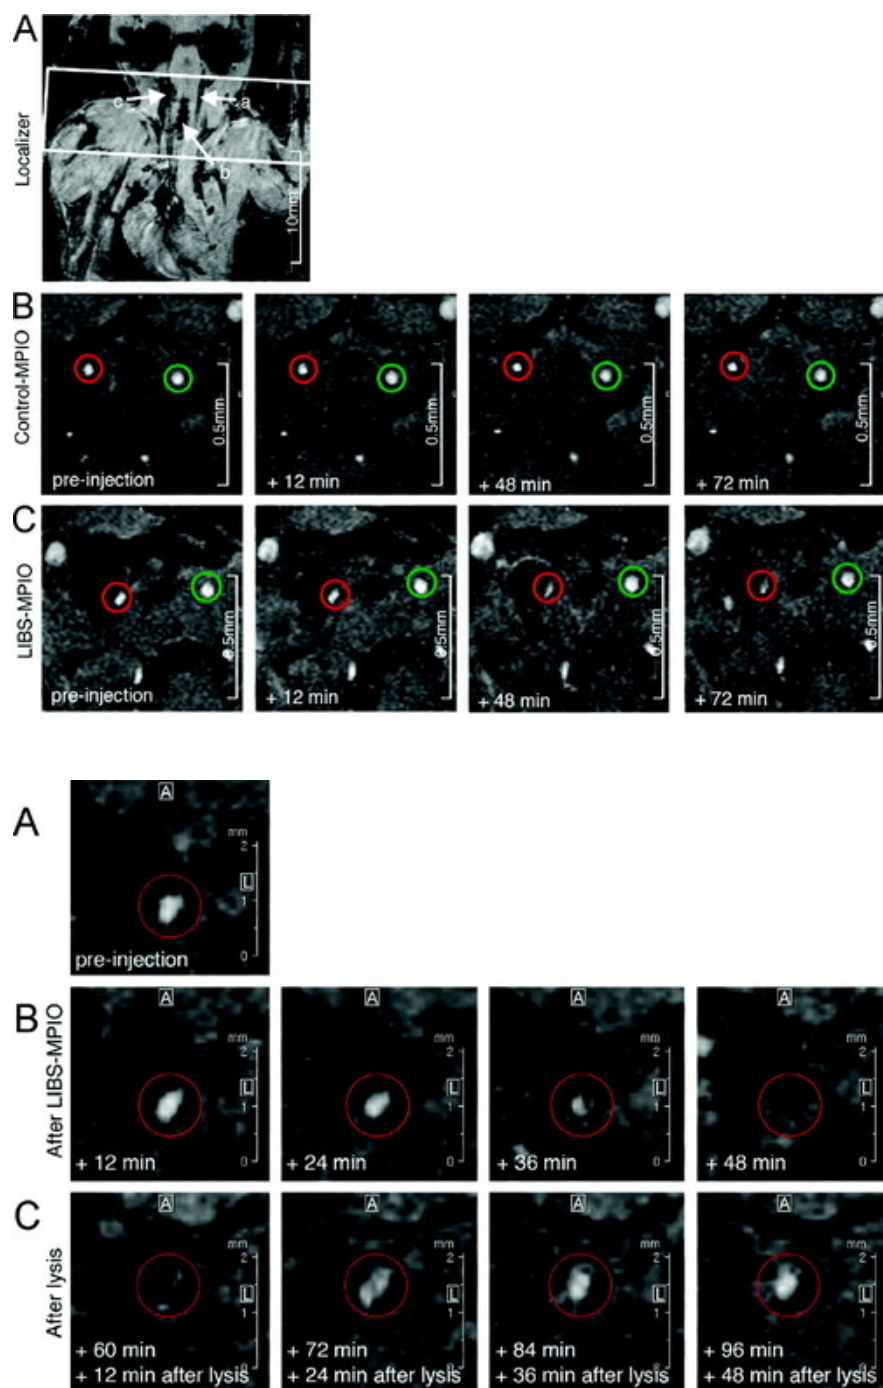 A
Localizer
c
a
b
10mm
B
Control-MPIO
0.5mm
0.5mm
0.5mm
0.5mm
pre-injection
+ 12 min
+ 48 min
+ 72 min
C
LIBS-MPIO
0.5mm
0.5mm
0.5mm
0.5mm
pre-injection
+ 12 min
+ 48 min
+ 72 min
A
A
mm
2
L
1
0
pre-injection
B
After LIBS-MPIO
A
A
A
A
mm
mm
mm
mm
2
2
2
2
L
L
L
L
1
1
1
1
0
0
0
0
+ 12 min
+ 24 min
+ 36 min
+ 48 min
C
After lysis
A
A
A
A
mm
mm
mm
mm
2
2
2
2
L
L
L
L
1
1
1
1
+ 60 min
+ 12 min after lysis
+ 72 min
+ 24 min after lysis
+ 84 min
+ 36 min after lysis
+ 96 min
+ 48 min after lysis